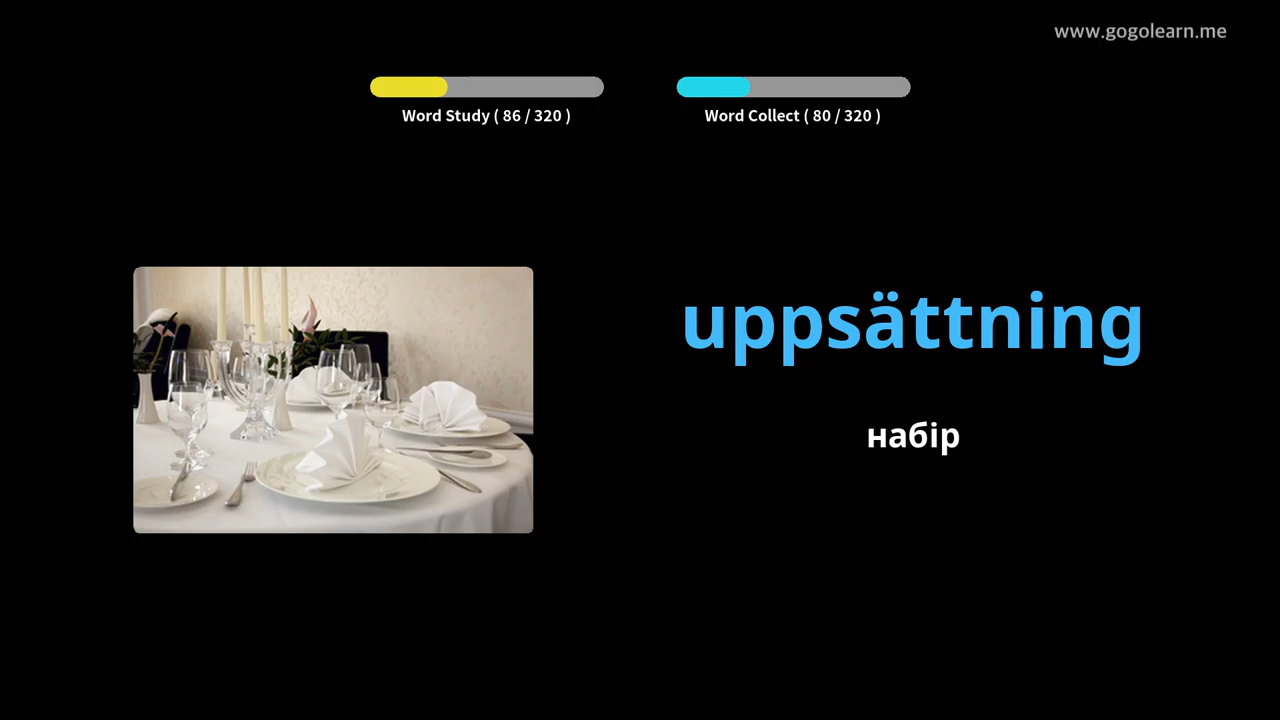 www.gogolearn.me
Word Study ( 86 / 320 )
Word Collect ( 80 / 320 )
uppsättning
набір